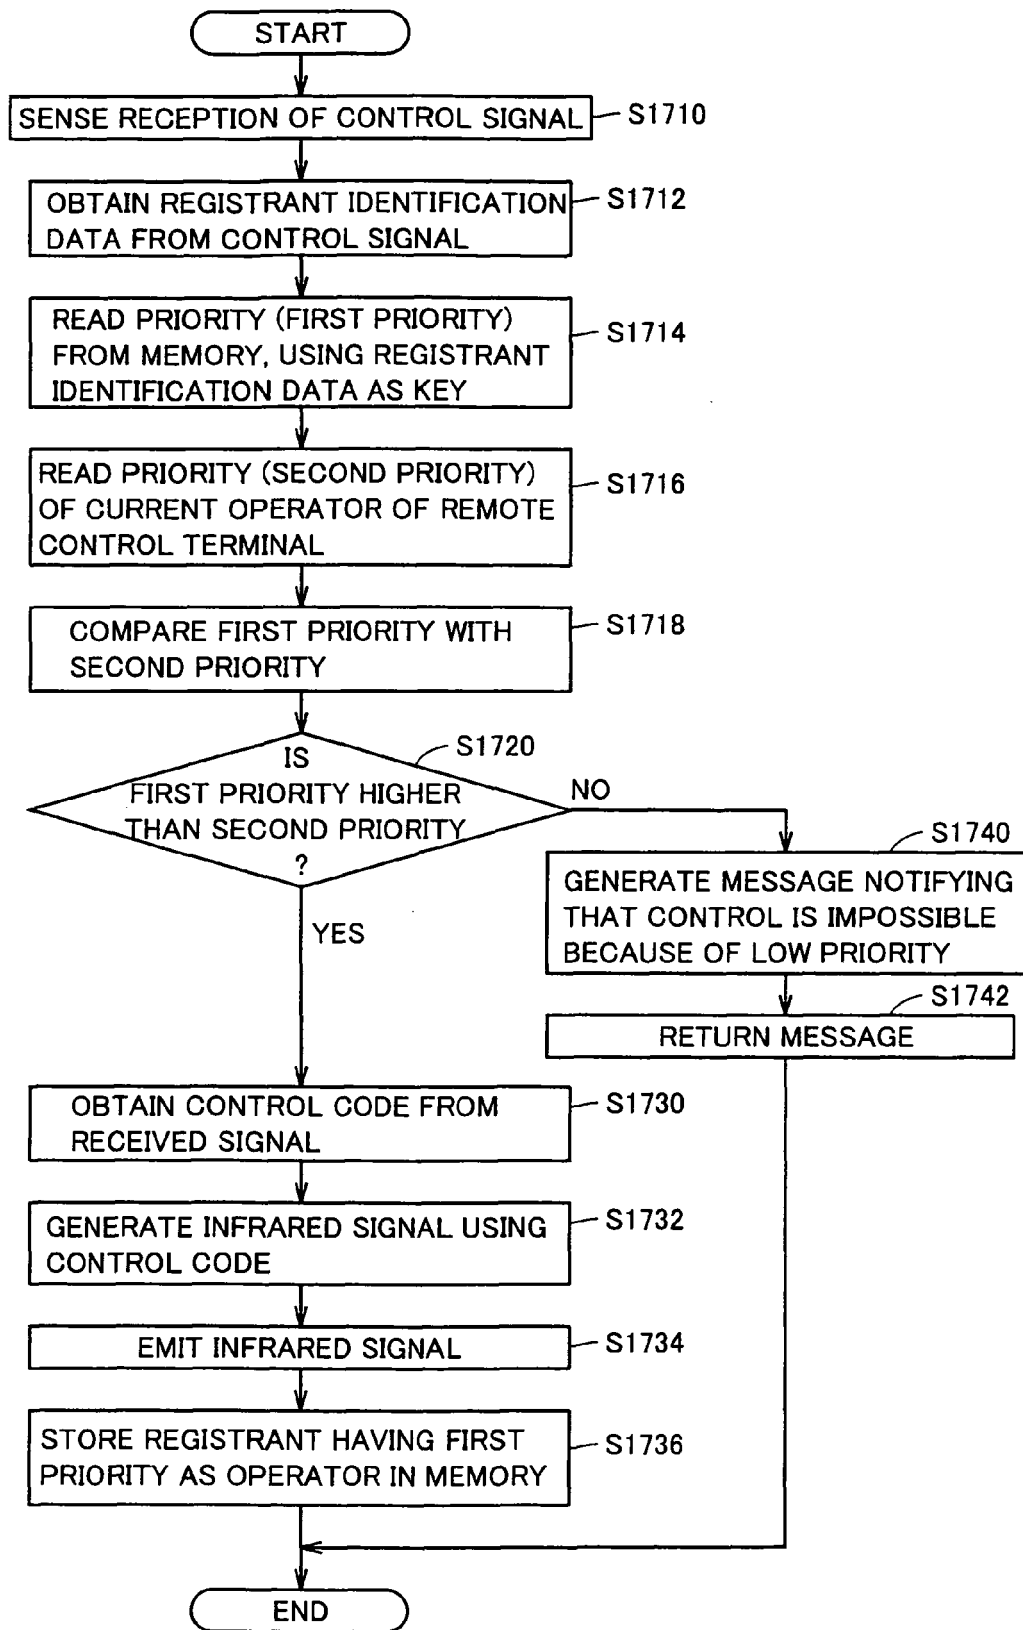 START
SENSE RECEPTION OF CONTROL SIGNAL
S1710
OBTAIN REGISTRANT IDENTIFICATION
DATA FROM CONTROL SIGNAL
S1712
READ PRIORITY (FIRST PRIORITY)
FROM MEMORY, USING REGISTRANT
IDENTIFICATION DATA AS KEY
S1714
READ PRIORITY (SECOND PRIORITY)
OF CURRENT OPERATOR OF REMOTE
CONTROL TERMINAL
S1716
COMPARE FIRST PRIORITY WITH
SECOND PRIORITY
S1718
IS
FIRST PRIORITY HIGHER
THAN SECOND PRIORITY
?
S1720
NO
YES
S1740
GENERATE MESSAGE NOTIFYING
THAT CONTROL IS IMPOSSIBLE
BECAUSE OF LOW PRIORITY
S1742
RETURN MESSAGE
OBTAIN CONTROL CODE FROM
RECEIVED SIGNAL
S1730
GENERATE INFRARED SIGNAL USING
CONTROL CODE
S1732
EMIT INFRARED SIGNAL
S1734
STORE REGISTRANT HAVING FIRST
PRIORITY AS OPERATOR IN MEMORY
S1736
END